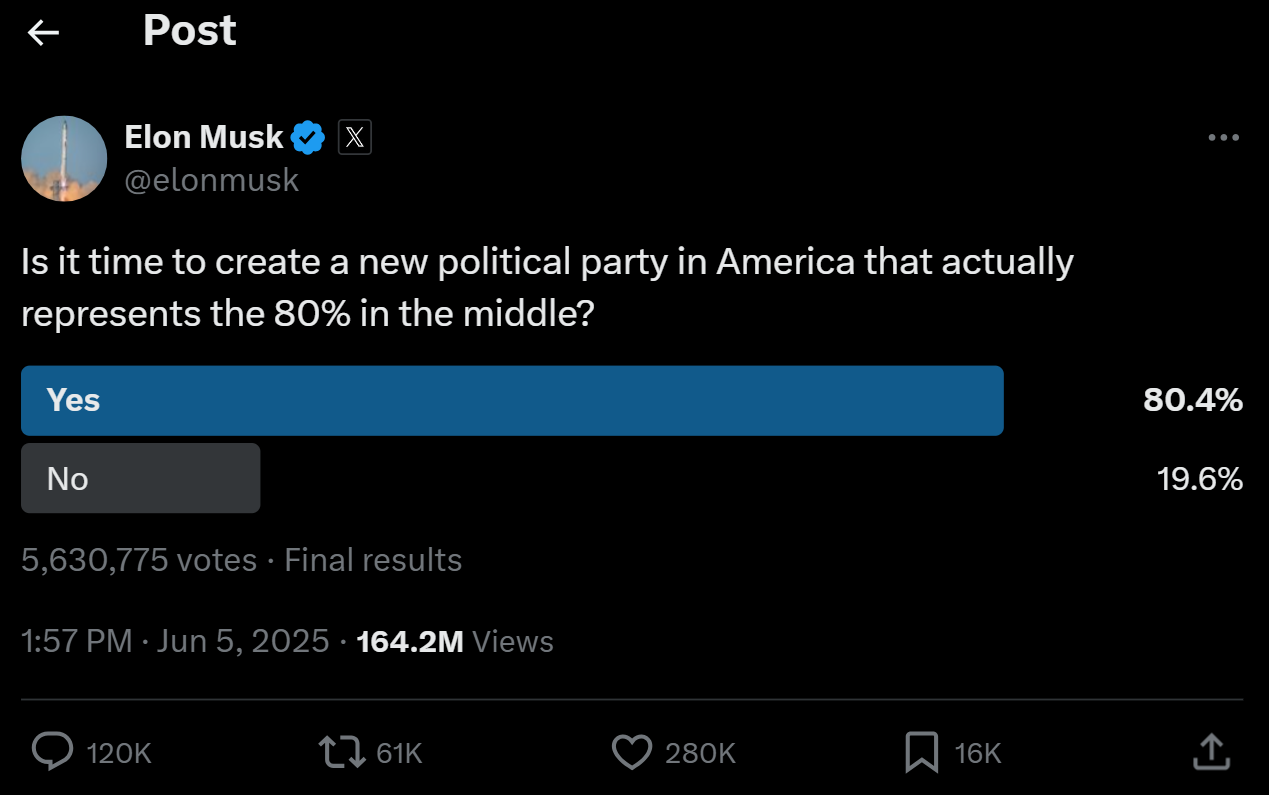 Post
Elon Musk
@elonmusk
Is it time to create a new political party in America that actually
represents the 80% in the middle?
Yes 80.4%
No 19.6%
5,630,775 votes · Final results
1:57 PM · Jun 5, 2025 · 164.2M Views
120K 61K 280K 16K